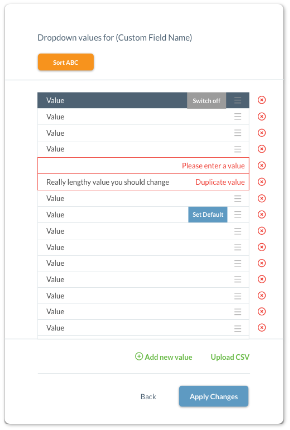 Dropdown values for (Custom Field Name)
Sort ABC
Value Switch off
Value
Value
Value
Please enter a value
Really lengthy value you should change Duplicate value
Value
Value Set Default
Value
Value
Value
Value
Value
Value
Value
Add new value Upload CSV
Back Apply Changes